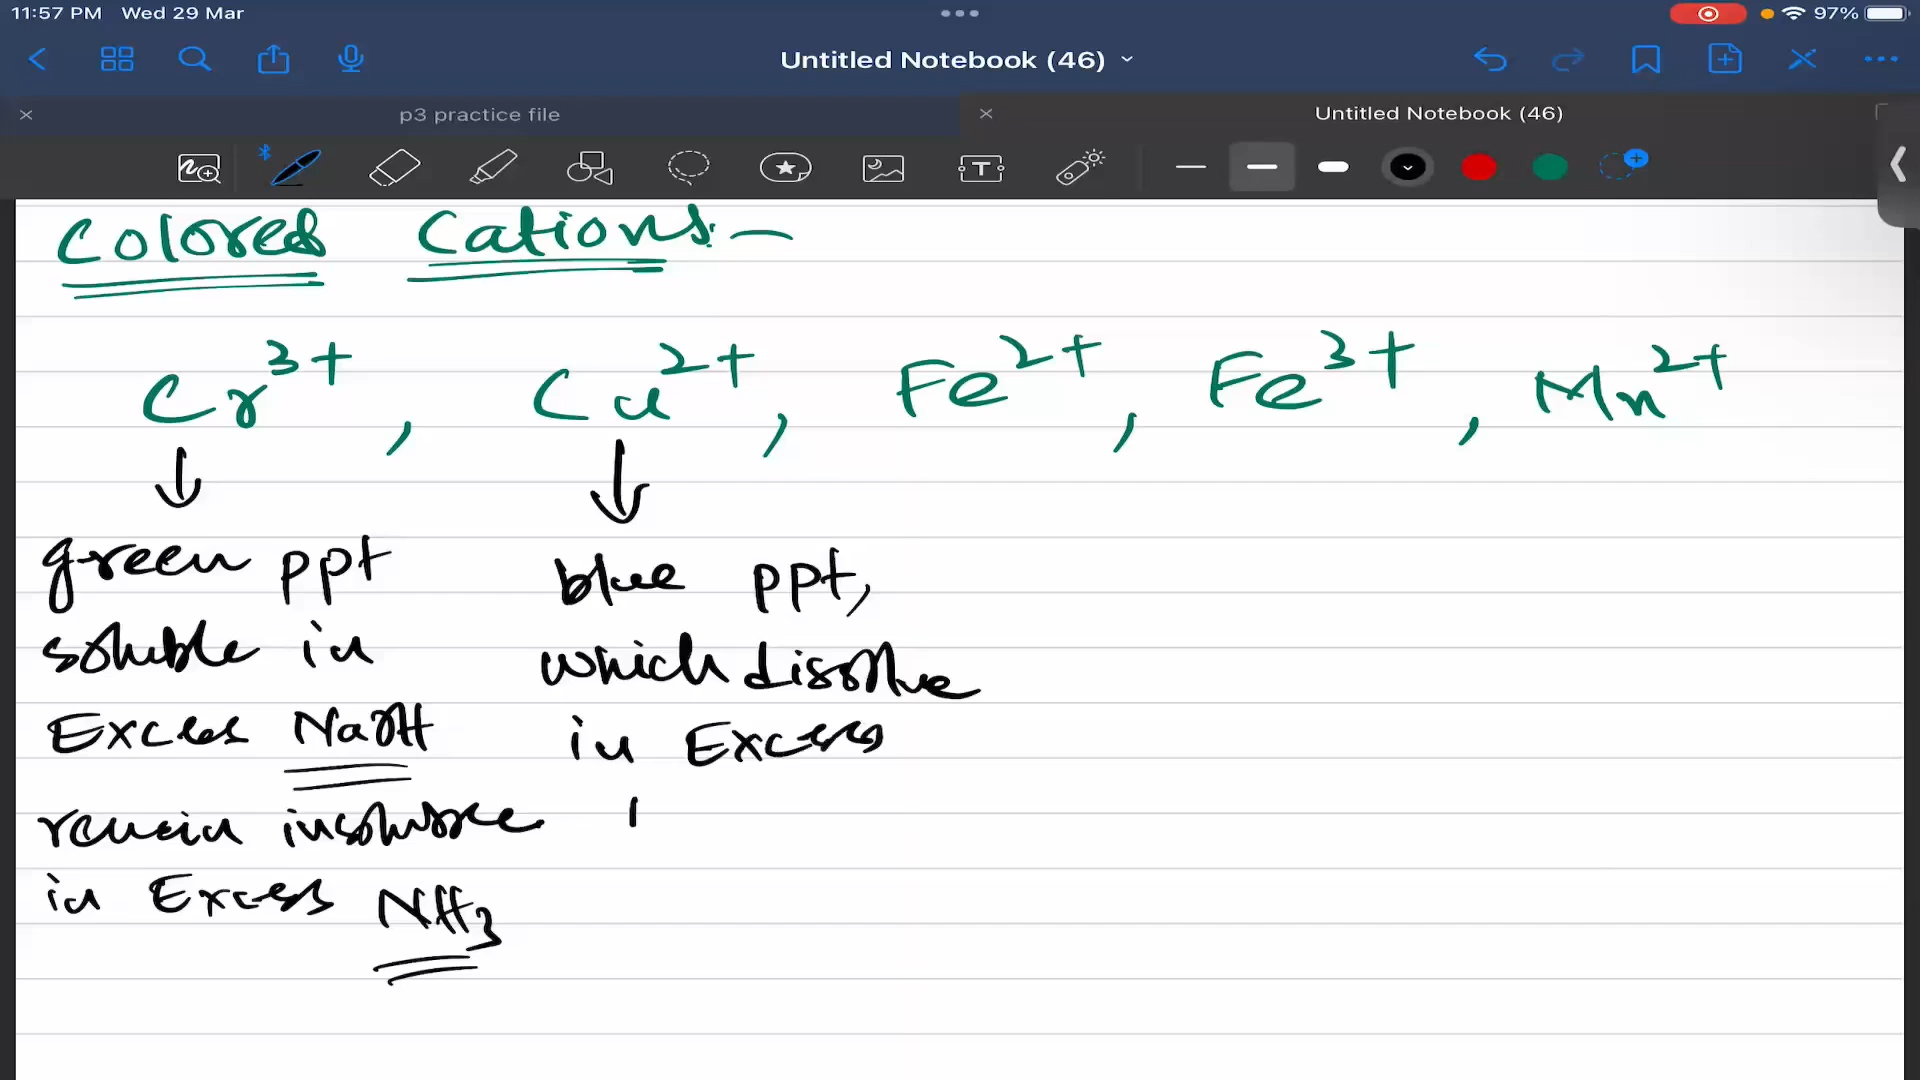 11:57 PM Wed 29 Mar 97%
Untitled Notebook (46)
p3 practice file Untitled Notebook (46)
Colored Cations:-
Cr³⁺, Cu²⁺, Fe²⁺, Fe³⁺, Mn²⁺
green ppt
soluble in
Excess NaOH
remain insoluble
in Excess NH₃
blue ppt,
which dissolve
in Excess